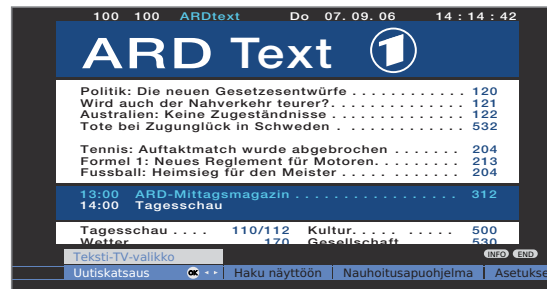 100 100 ARDtext Do 07. 09. 06 14 : 14 : 42
ARD Text 1
Politik: Die neuen Gesetzesentwürfe . . . . . . . . . . . . 120
Wird auch der Nahverkehr teurer?. . . . . . . . . . . . . . 121
Australien: Keine Zugeständnisse . . . . . . . . . . . . . 122
Tote bei Zugunglück in Schweden . . . . . . . . . . . . . 532
Tennis: Auftaktmatch wurde abgebrochen . . . . . . . 204
Formel 1: Neues Reglement für Motoren. . . . . . . . . 213
Fussball: Heimsieg für den Meister . . . . . . . . . . . . . 204
13:00 ARD-Mittagsmagazin . . . . . . . . . . . . . . . . . 312
14:00 Tagesschau
Tagesschau . . . . 110/112 Kultur. . . . . . . . . . 500
Wetter 170 Gesellschaft 530
Teksti-TV-valikko INFO END
Uutiskatsaus OK Haku näyttöön Nauhoitusapuohjelma Asetukse